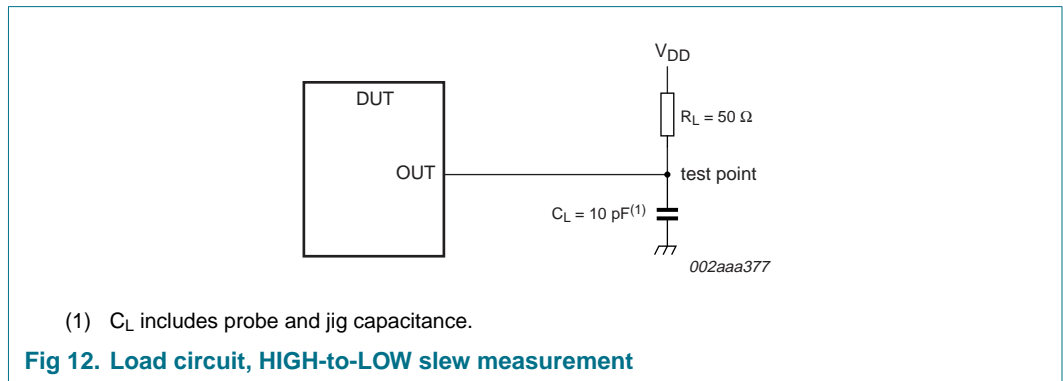 V_DD
DUT
R_L = 50 Ω
OUT
test point
C_L = 10 pF(1)
002aaa377
(1) C_L includes probe and jig capacitance.
Fig 12. Load circuit, HIGH-to-LOW slew measurement